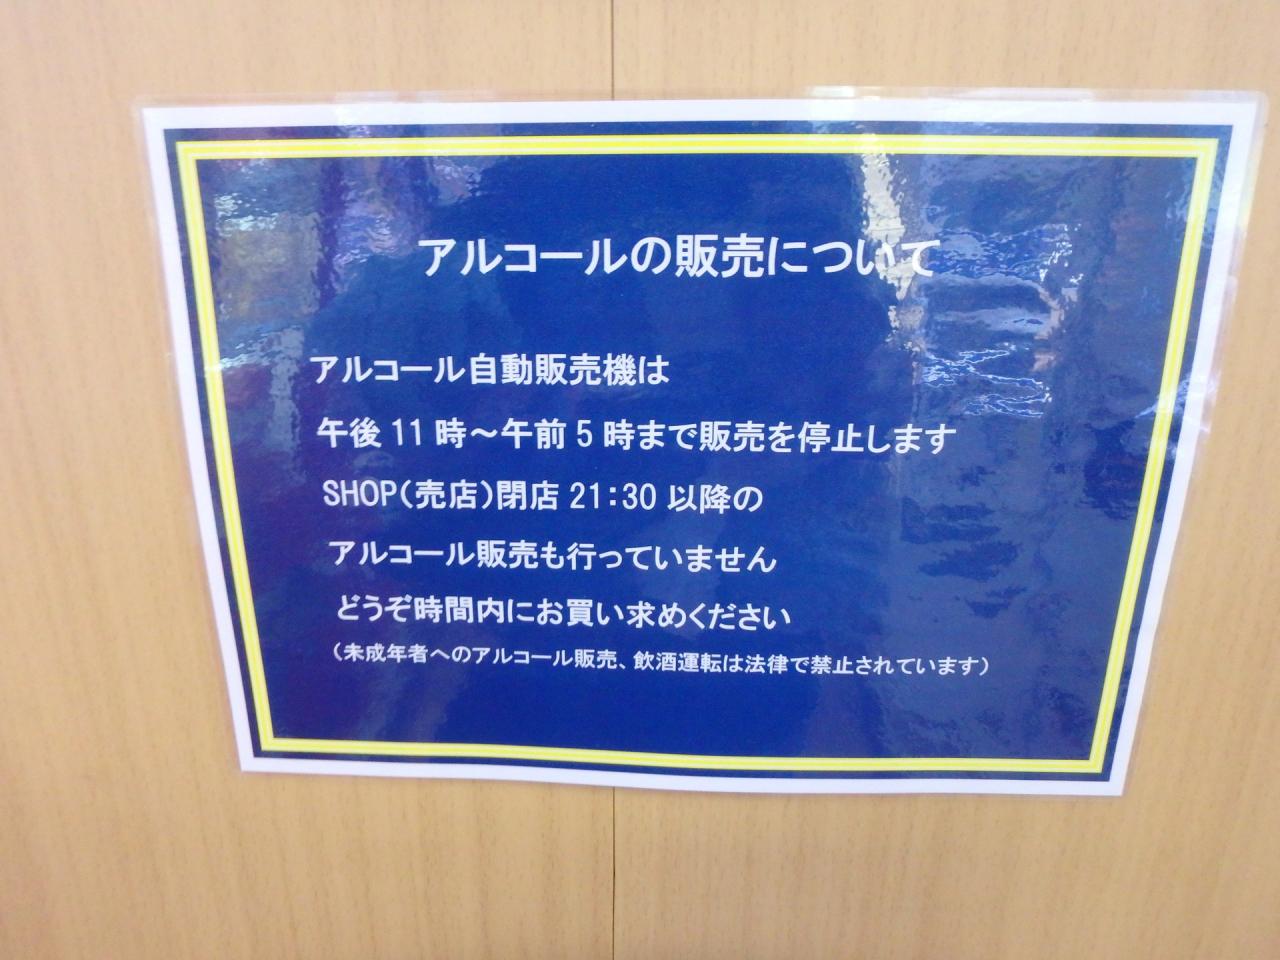 アルコールの販売について
アルコール自動販売機は
午後11時～午前5時まで販売を停止します
SHOP(売店)閉店21:30以降の
アルコール販売も行っていません
どうぞ時間内にお買い求めください
(未成年者へのアルコール販売、飲酒運転は法律で禁止されています)